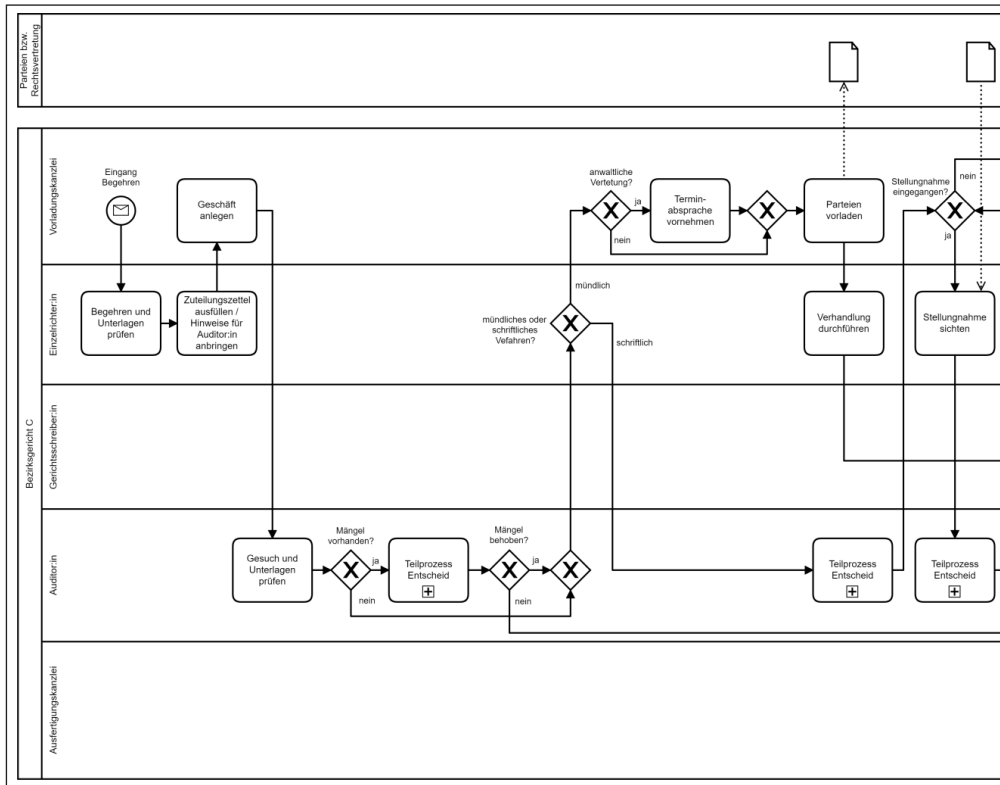 Parteien bzw.
Rechtsvertretung
Bezirksgericht C
Vorladungskanzlei
Eingang
Begehren
Geschäft
anlegen
anwaltliche
Vertetung?
ja
nein
Termin-
absprache
vornehmen
Parteien
vorladen
Stellungnahme
eingegangen?
nein
ja
Einzelrichter:in
Begehren und
Unterlagen
prüfen
Zuteilungszettel
ausfüllen /
Hinweise für
Auditor:in
anbringen
mündlich
mündliches oder
schriftliches
Vefahren?
schriftlich
Verhandlung
durchführen
Stellungnahme
sichten
Gerichtsschreiber:in
Auditor:in
Gesuch und
Unterlagen
prüfen
Mängel
vorhanden?
ja
nein
Teilprozess
Entscheid
Mängel
behoben?
ja
nein
Teilprozess
Entscheid
Teilprozess
Entscheid
Ausfertigungskanzlei